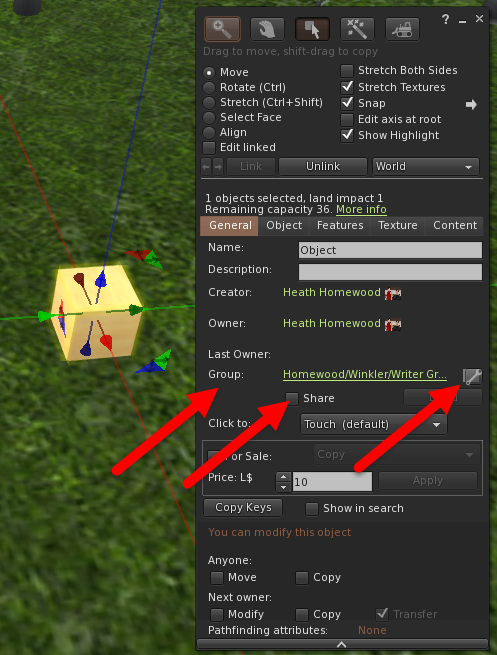 Drag to move, shift-drag to copy
Move
Rotate (Ctrl)
Stretch (Ctrl+Shift)
Select Face
Align
Edit linked
Stretch Both Sides
Stretch Textures
Snap
Edit axis at root
Show Highlight
Link
Unlink
World
1 objects selected, land impact 1
Remaining capacity 36. More info
General
Object
Features
Texture
Content
Name:
Object
Description:
Creator:
Heath Homewood
Owner:
Heath Homewood
Last Owner:
Group:
Homewood/Winkler/Writer Gr...
Share
Click to:
Touch (default)
For Sale:
Copy
Price: L$
10
Apply
Copy Keys
Show in search
You can modify this object
Anyone:
Move
Copy
Next owner:
Modify
Copy
Transfer
Pathfinding attributes:
None